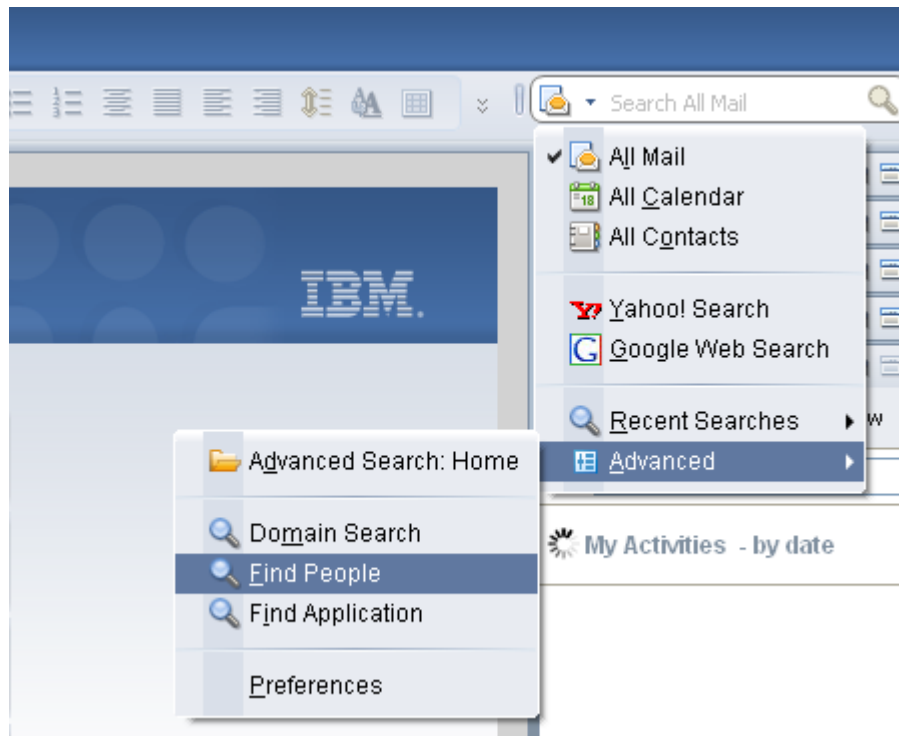 Search All Mail
All Mail
18
All Calendar
All Contacts
IBM.
Y!
Yahoo! Search
G
Google Web Search
Recent Searches
w
Advanced
Advanced Search: Home
Domain Search
My Activities - by date
Find People
Find Application
Preferences